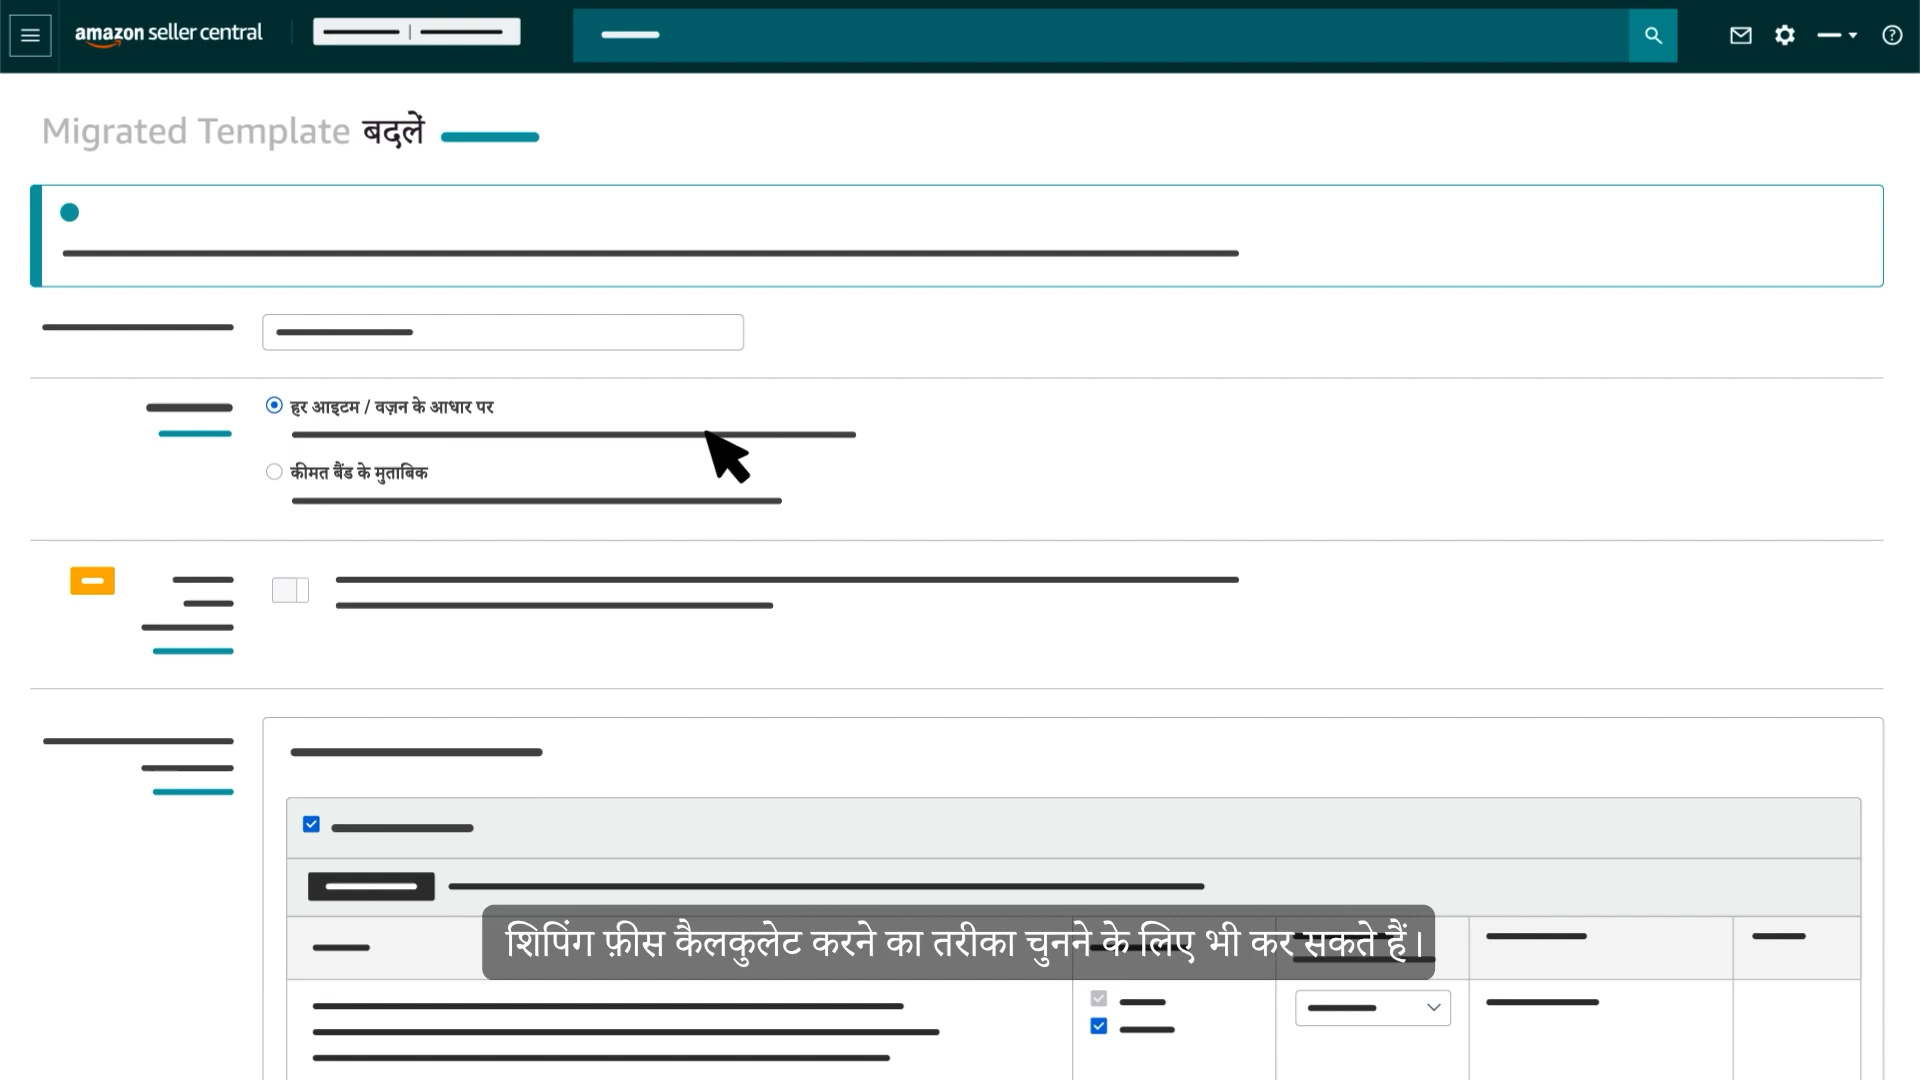 amazon seller central
Migrated Template बदलें
हर आइटम / वज़न के आधार पर
कीमत बैंड के मुताबिक
शिपिंग फ़ीस कैलकुलेट करने का तरीका चुनने के लिए भी कर सकते हैं।